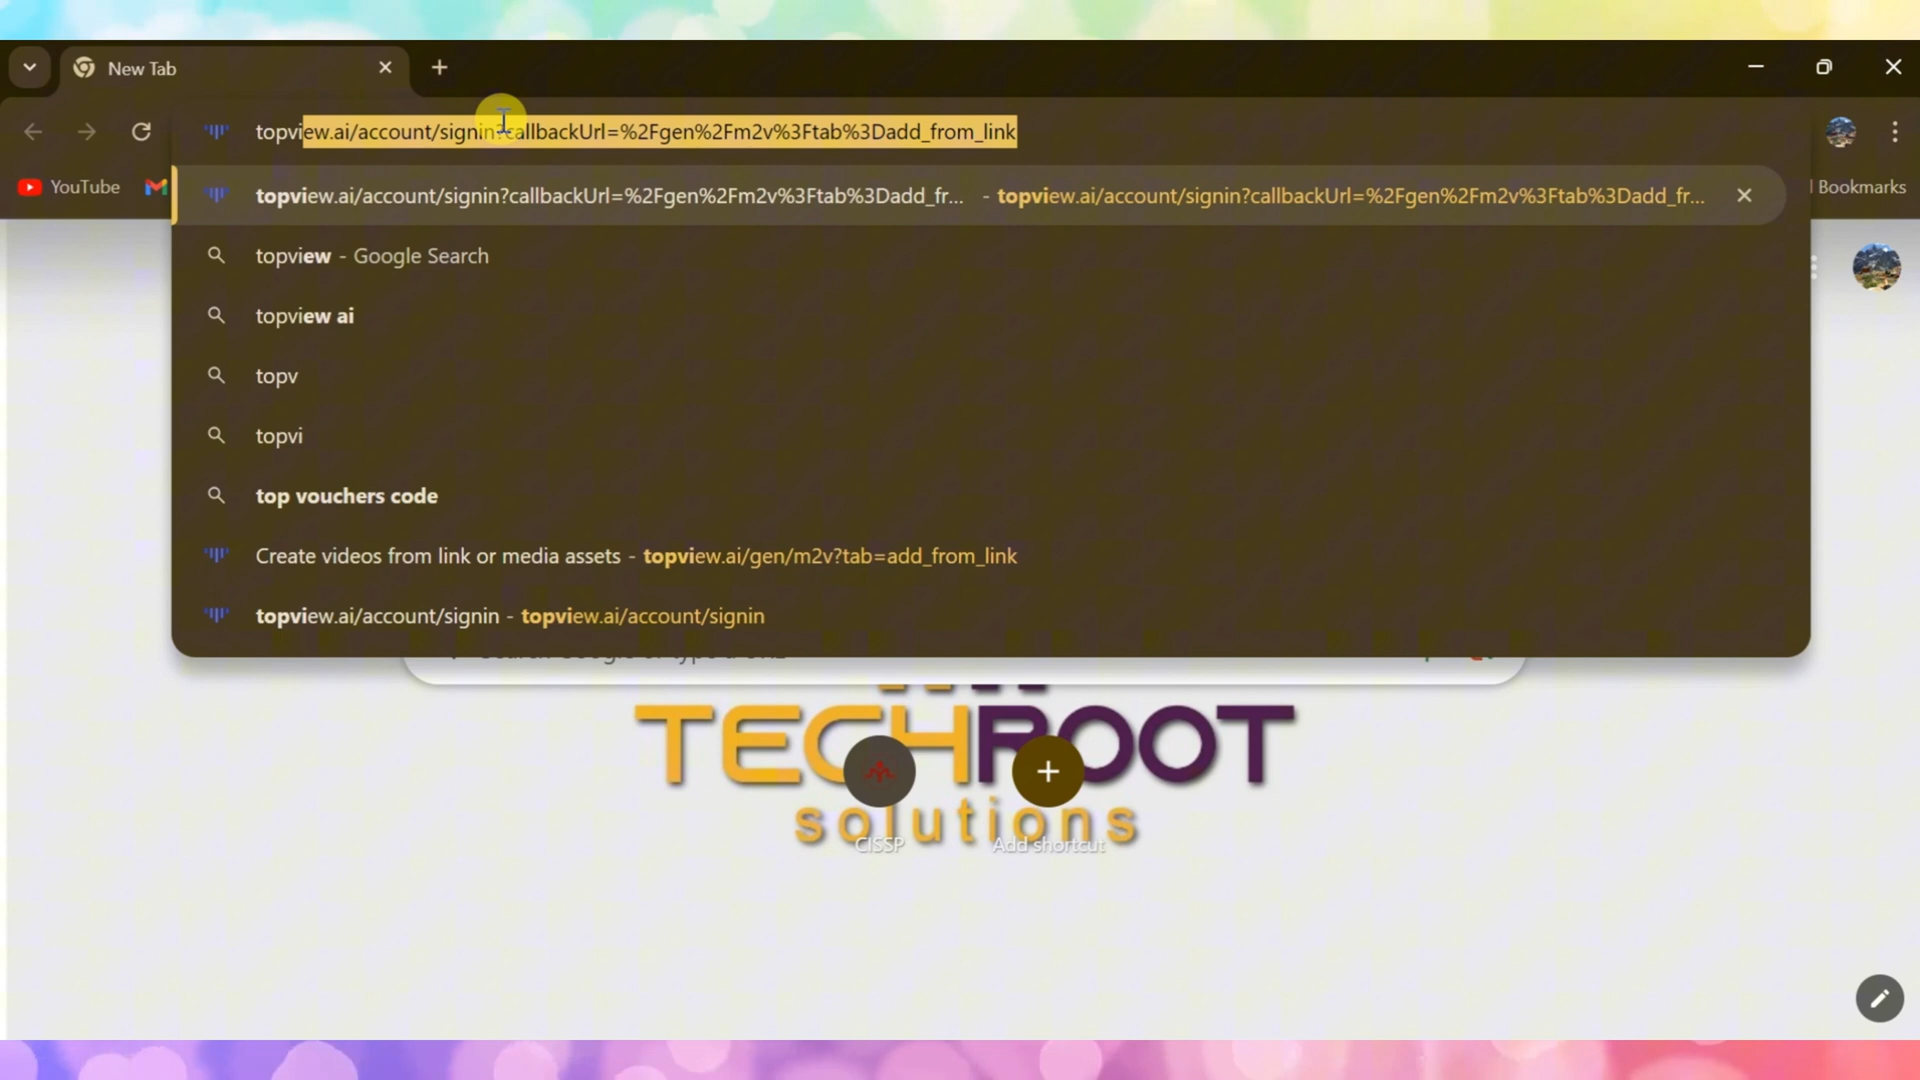 New Tab
topview.ai/account/signin?callbackUrl=%2Fgen%2Fm2v%3Ftab%3Dadd_from_link
YouTube
Bookmarks
topview.ai/account/signin?callbackUrl=%2Fgen%2Fm2v%3Ftab%3Dadd_fr... - topview.ai/account/signin?callbackUrl=%2Fgen%2Fm2v%3Ftab%3Dadd_fr...
topview - Google Search
topview ai
topv
topvi
top vouchers code
Create videos from link or media assets - topview.ai/gen/m2v?tab=add_from_link
topview.ai/account/signin - topview.ai/account/signin
TECHROOT
solutions
CISSP
Add shortcut